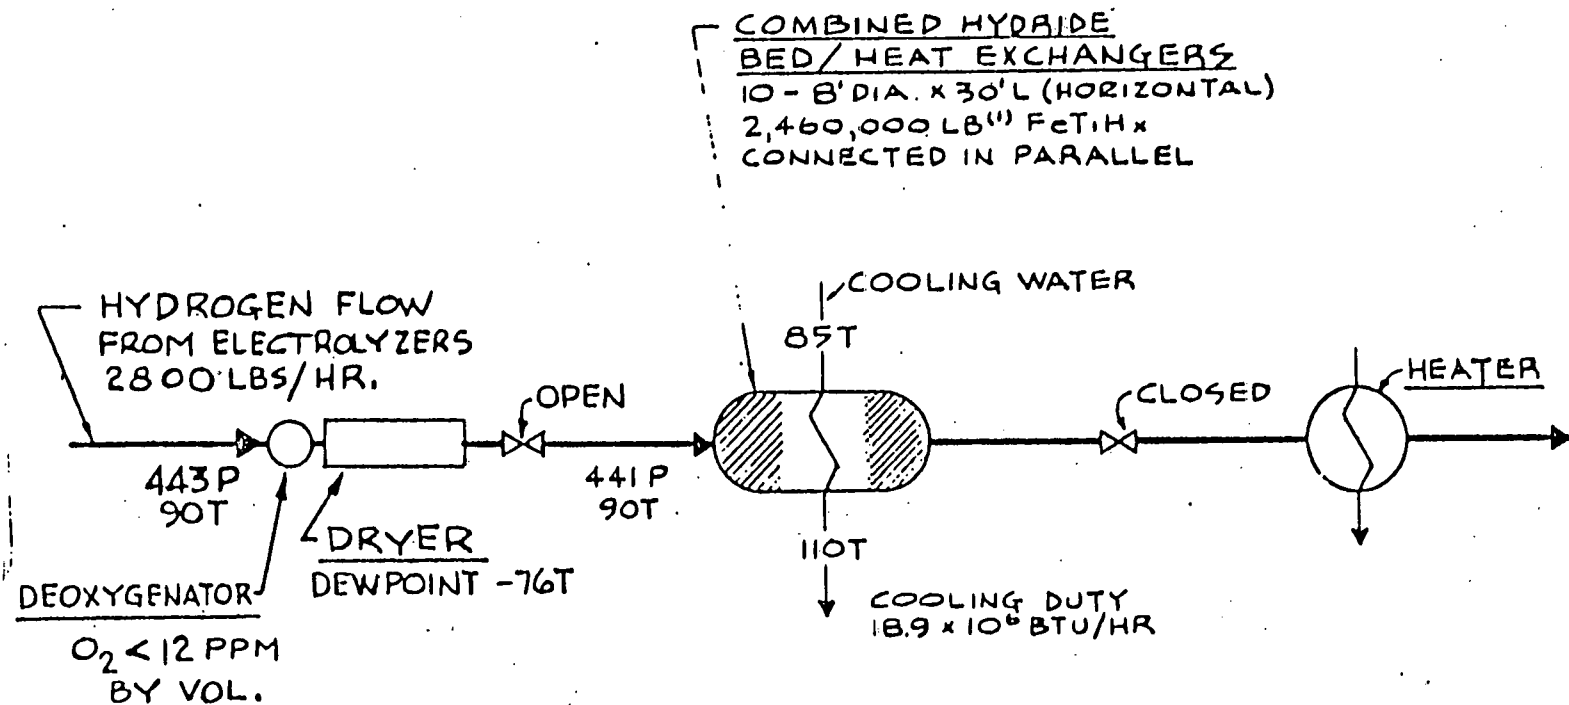 COMBINED HYDRIDE
BED/HEAT EXCHANGERS
10 - 8' DIA. x 30' L (HORIZONTAL)
2,460,000 LB(1) FeTiHx
CONNECTED IN PARALLEL
COOLING WATER
85T
HYDROGEN FLOW
FROM ELECTROLYZERS
2800 LBS/HR.
OPEN
CLOSED
HEATER
443 P
90T
441 P
90T
110T
DRYER
DEWPOINT -76T
DEOXYGENATOR
O2 < 12 PPM
BY VOL.
COOLING DUTY
18.9 x 10⁶ BTU/HR